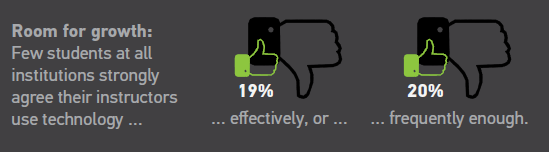 Room for growth:
Few students at all
institutions strongly
agree their instructors
use technology ...
19%
... effectively, or ...
20%
... frequently enough.